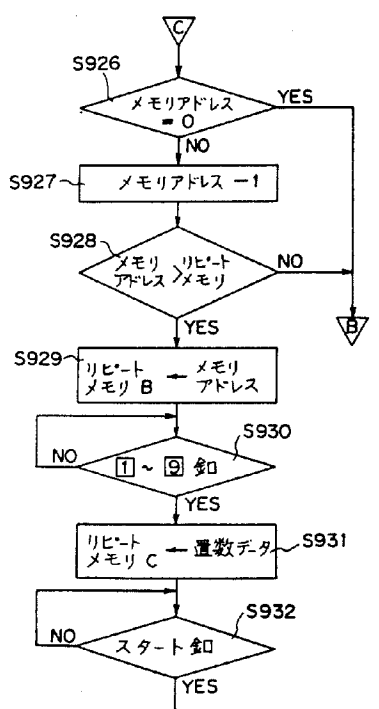 C
S926
メモリアドレス
= 0
YES
NO
S927
メモリアドレス －1
S928
メモリ
アドレス > リピート
メモリ
NO
B
YES
S929
リピート
メモリ B ← メモリ
アドレス
S930
NO
1 ～ 9 釦
YES
リピート
メモリ C ← 置数データ
S931
S932
NO
スタート釦
YES